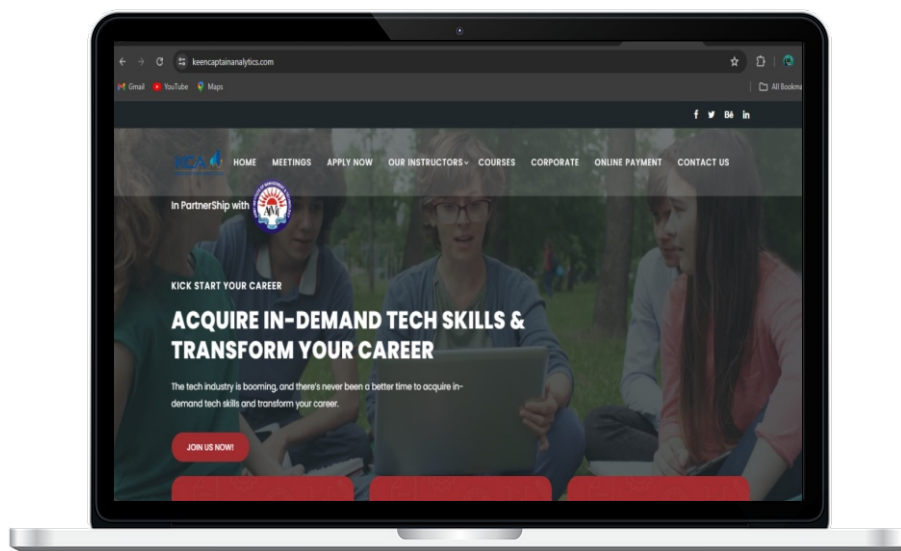 keencaptainanalytics.com
Gmail YouTube Maps All Bookma
f Bē in
KCA HOME MEETINGS APPLY NOW OUR INSTRUCTORS COURSES CORPORATE ONLINE PAYMENT CONTACT US
In PartnerShip with
KICK START YOUR CAREER
ACQUIRE IN-DEMAND TECH SKILLS &
TRANSFORM YOUR CAREER
The tech industry is booming, and there's never been a better time to acquire in-
demand tech skills and transform your career.
JOIN US NOW!